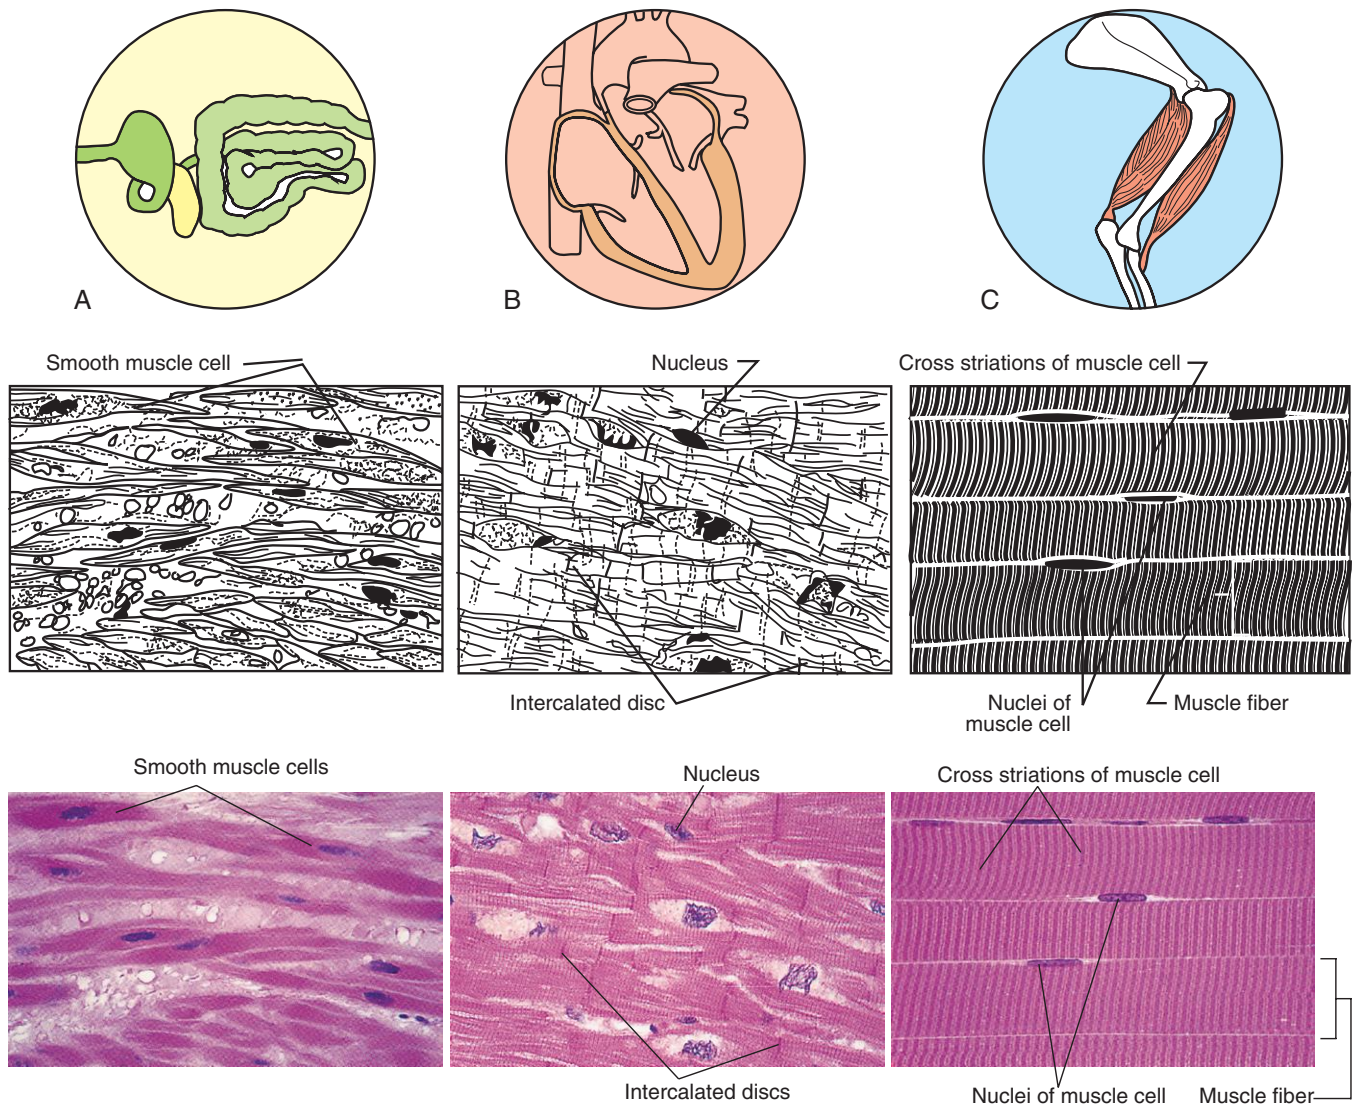 A
B
C
Smooth muscle cell
Nucleus
Cross striations of muscle cell
Intercalated disc
Nuclei of
muscle cell
Muscle fiber
Smooth muscle cells
Nucleus
Cross striations of muscle cell
Intercalated discs
Nuclei of muscle cell
Muscle fiber